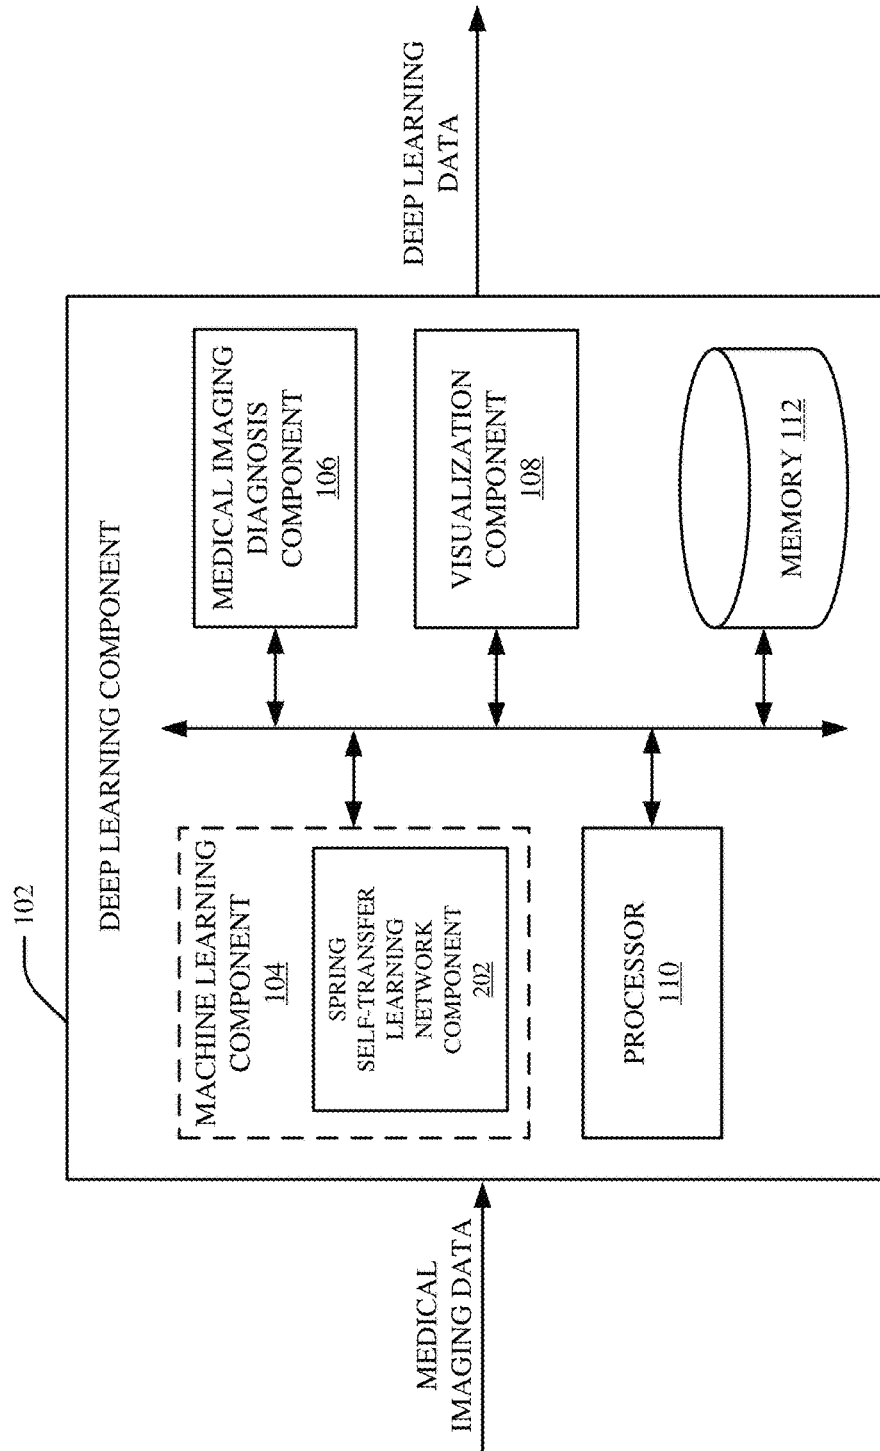 102
DEEP LEARNING COMPONENT
MEDICAL
IMAGING DATA
MACHINE LEARNING
COMPONENT
104
SPRING
SELF-TRANSFER
LEARNING
NETWORK
COMPONENT
202
PROCESSOR
110
MEDICAL IMAGING
DIAGNOSIS
COMPONENT
106
VISUALIZATION
COMPONENT
108
MEMORY 112
DEEP LEARNING
DATA